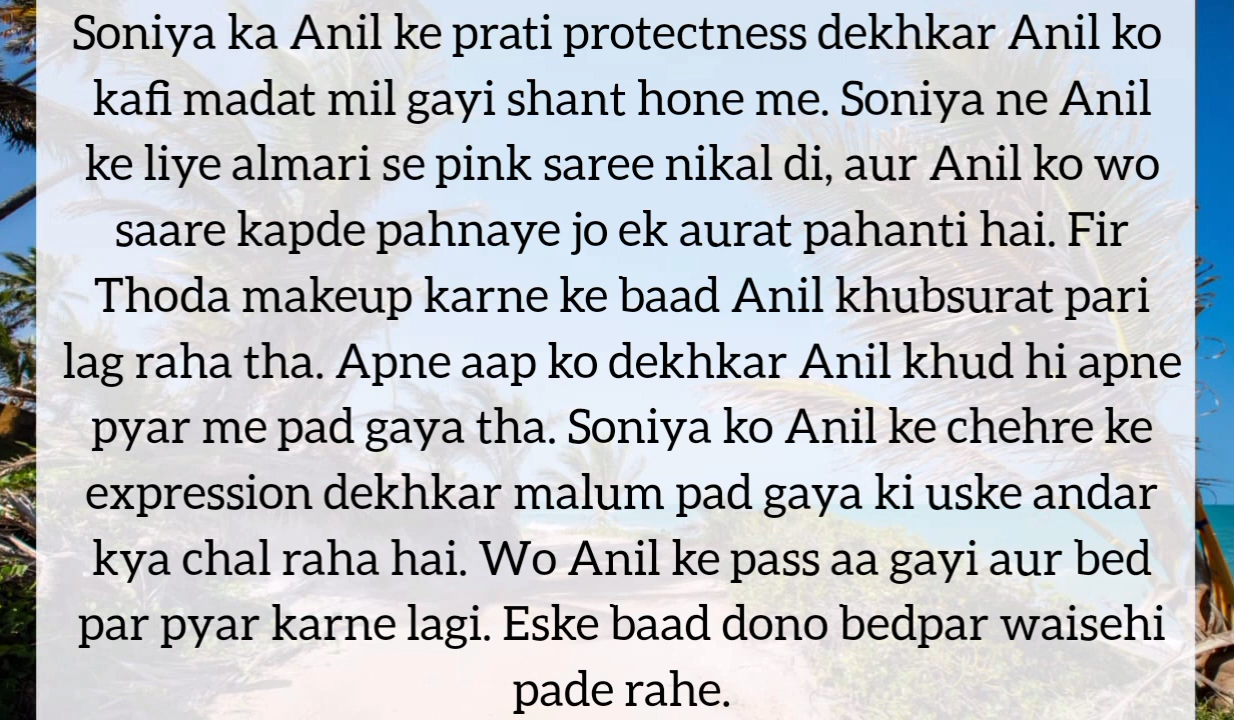 Soniya ka Anil ke prati protectness dekhkar Anil ko
kafi madat mil gayi shant hone me. Soniya ne Anil
ke liye almari se pink saree nikal di, aur Anil ko wo
saare kapde pahnaye jo ek aurat pahanti hai. Fir
Thoda makeup karne ke baad Anil khubsurat pari
lag raha tha. Apne aap ko dekhkar Anil khud hi apne
pyar me pad gaya tha. Soniya ko Anil ke chehre ke
expression dekhkar malum pad gaya ki uske andar
kya chal raha hai. Wo Anil ke pass aa gayi aur bed
par pyar karne lagi. Eske baad dono bedpar waisehi
pade rahe.